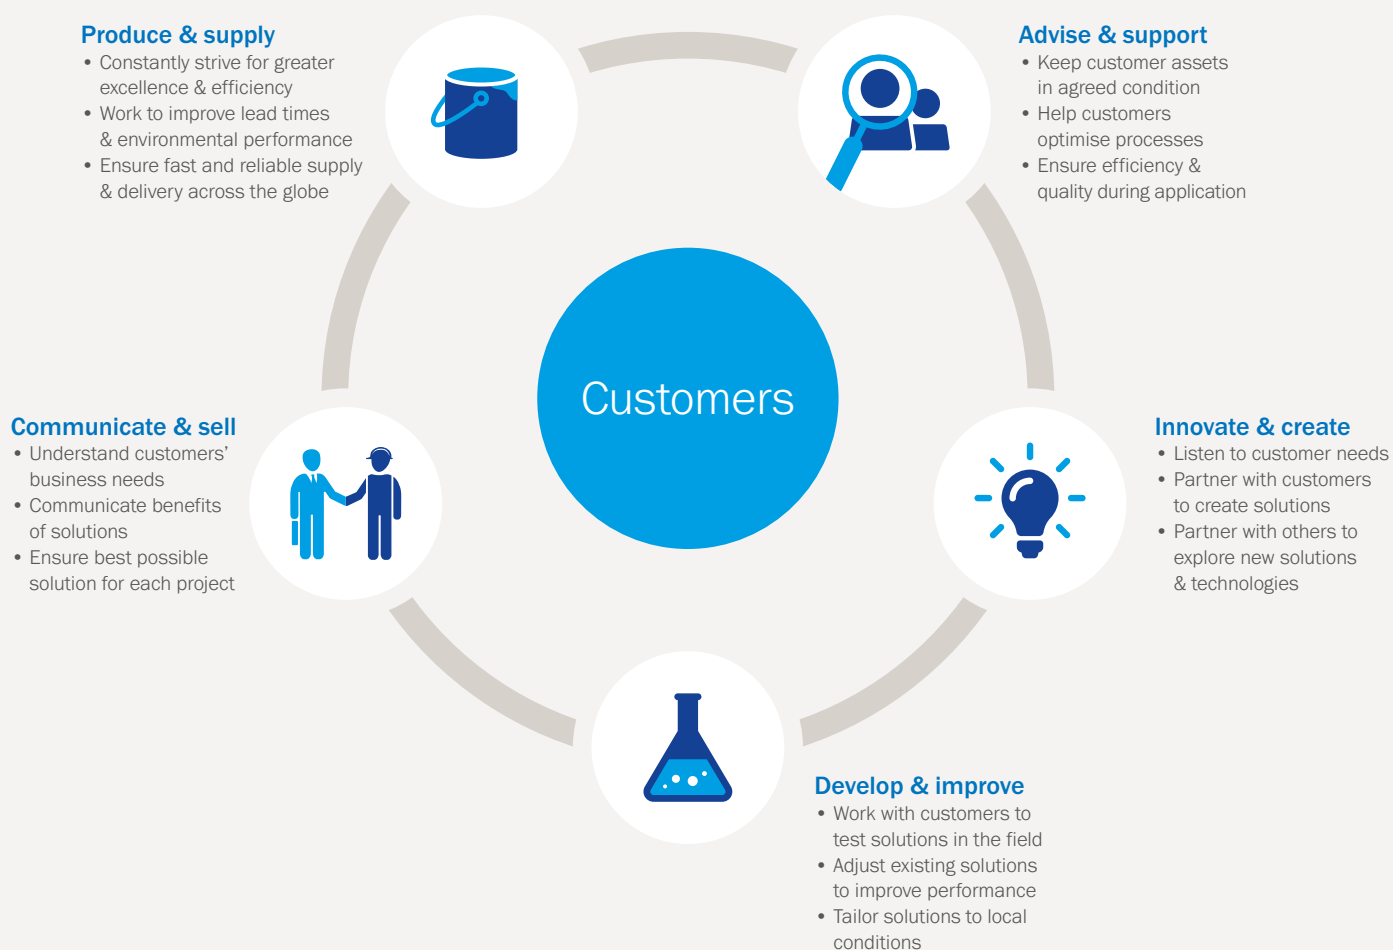 Produce & supply
• Constantly strive for greater
excellence & efficiency
• Work to improve lead times
& environmental performance
• Ensure fast and reliable supply
& delivery across the globe
Advise & support
• Keep customer assets
in agreed condition
• Help customers
optimise processes
• Ensure efficiency &
quality during application
Customers
Communicate & sell
• Understand customers’
business needs
• Communicate benefits
of solutions
• Ensure best possible
solution for each project
Innovate & create
• Listen to customer needs
• Partner with customers
to create solutions
• Partner with others to
explore new solutions
& technologies
Develop & improve
• Work with customers to
test solutions in the field
• Adjust existing solutions
to improve performance
• Tailor solutions to local
conditions